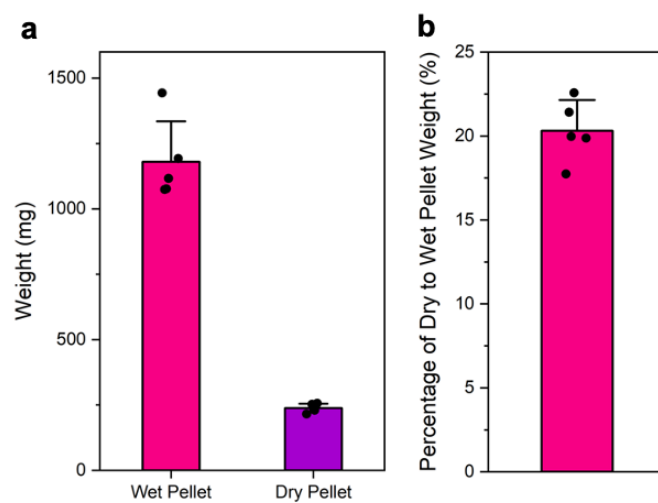 a
Weight (mg)
1500
1000
500
0
Wet Pellet
Dry Pellet
b
Percentage of Dry to Wet Pellet Weight (%)
25
20
15
10
5
0